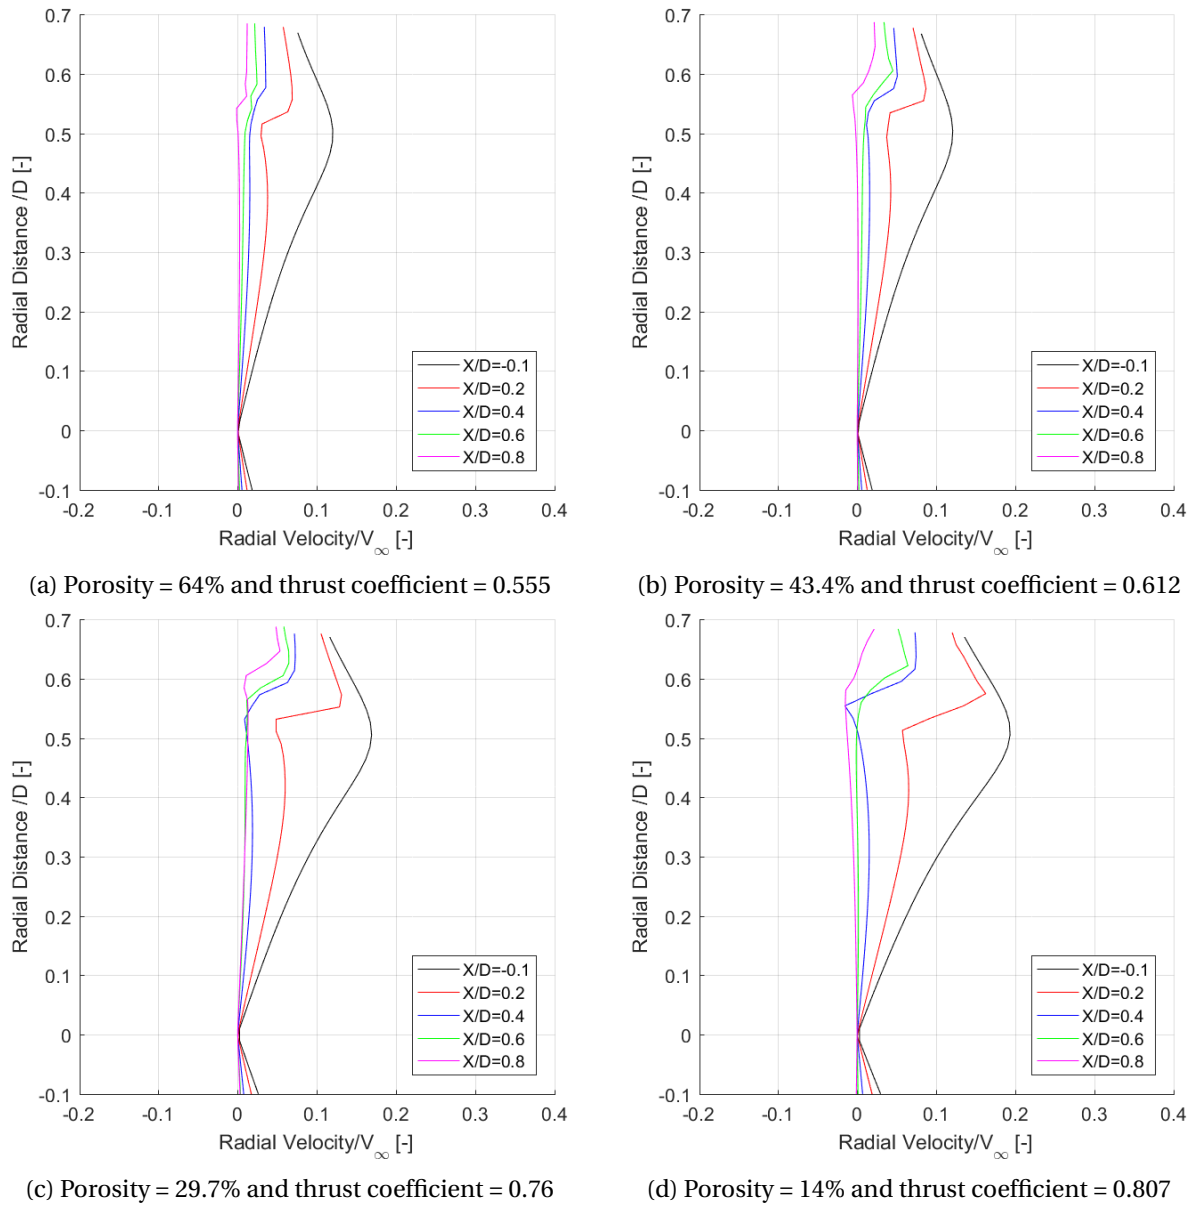 0.7
0.6
0.5
0.4
0.3
0.2
0.1
0
-0.1
Radial Distance /D [-]
X/D=-0.1
X/D=0.2
X/D=0.4
X/D=0.6
X/D=0.8
-0.2 -0.1 0 0.1 0.2 0.3 0.4
Radial Velocity/V∞ [-]
(a) Porosity = 64% and thrust coefficient = 0.555
0.7
0.6
0.5
0.4
0.3
0.2
0.1
0
-0.1
Radial Distance /D [-]
X/D=-0.1
X/D=0.2
X/D=0.4
X/D=0.6
X/D=0.8
-0.2 -0.1 0 0.1 0.2 0.3 0.4
Radial Velocity/V∞ [-]
(b) Porosity = 43.4% and thrust coefficient = 0.612
0.7
0.6
0.5
0.4
0.3
0.2
0.1
0
-0.1
Radial Distance /D [-]
X/D=-0.1
X/D=0.2
X/D=0.4
X/D=0.6
X/D=0.8
-0.2 -0.1 0 0.1 0.2 0.3 0.4
Radial Velocity/V∞ [-]
(c) Porosity = 29.7% and thrust coefficient = 0.76
0.7
0.6
0.5
0.4
0.3
0.2
0.1
0
-0.1
Radial Distance /D [-]
X/D=-0.1
X/D=0.2
X/D=0.4
X/D=0.6
X/D=0.8
-0.2 -0.1 0 0.1 0.2 0.3 0.4
Radial Velocity/V∞ [-]
(d) Porosity = 14% and thrust coefficient = 0.807